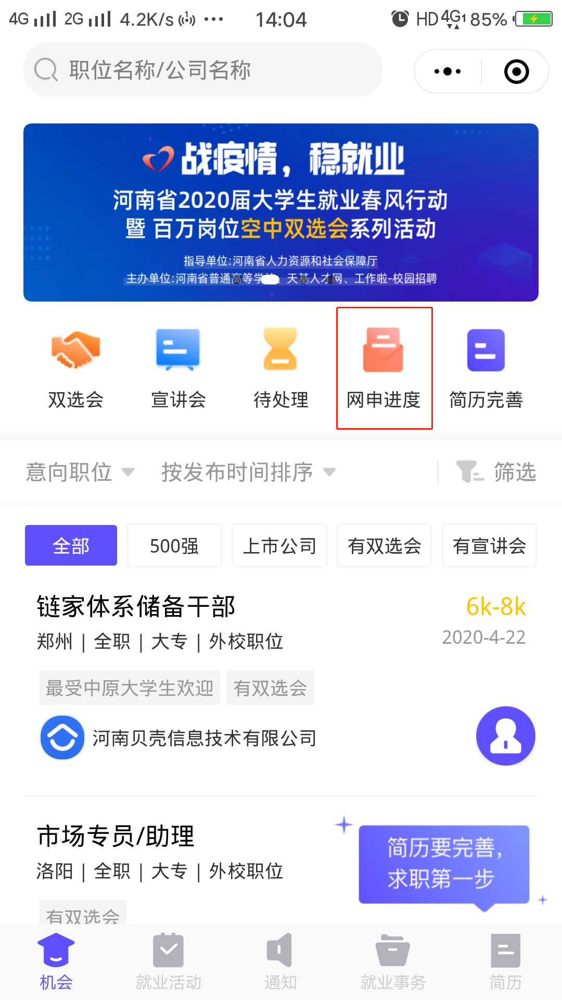 4G 2G 4.2K/s 14:04 HD 4G 1 85%
职位名称/公司名称
战疫情，稳就业
河南省2020届大学生就业春风行动
暨 百万岗位空中双选会系列活动
指导单位:河南省人力资源和社会保障厅
主办单位:河南省普通高等学 、天基人才网、工作啦-校园招聘
双选会 宣讲会 待处理 网申进度 简历完善
意向职位 按发布时间排序 筛选
全部 500强 上市公司 有双选会 有宣讲会
链家体系储备干部 6k-8k
郑州 | 全职 | 大专 | 外校职位 2020-4-22
最受中原大学生欢迎 有双选会
河南贝壳信息技术有限公司
市场专员/助理
洛阳 | 全职 | 大专 | 外校职位
简历要完善,
求职第一步
有双选会
机会 就业活动 通知 就业事务 简历